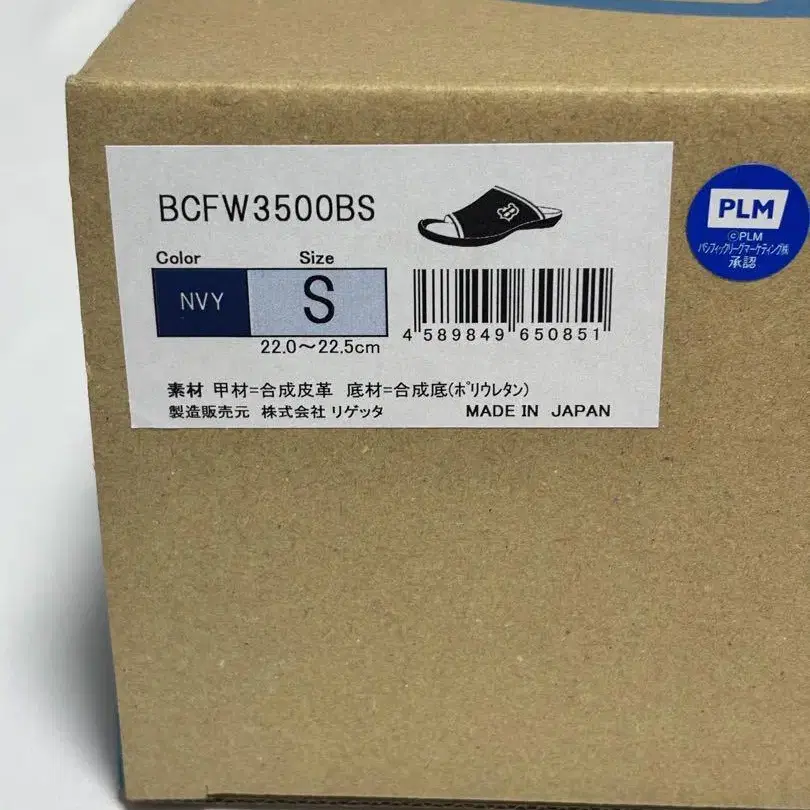 BCFW3500BS
B
Color
Size
NVY
S
22.0～22.5cm
4 589849 650851
素材 甲材=合成皮革 底材=合成底(ポリウレタン)
製造販売元 株式会社 リゲッタ
MADE IN JAPAN
PLM
©PLM
パシフィックリーグマーケティング㈱
承認